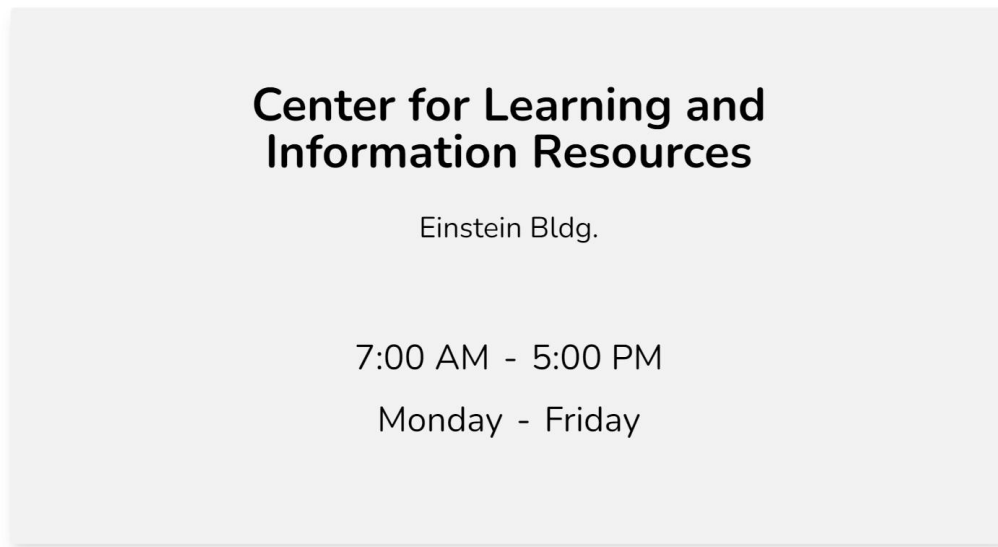 Center for Learning and
Information Resources
Einstein Bldg.
7:00 AM - 5:00 PM
Monday - Friday